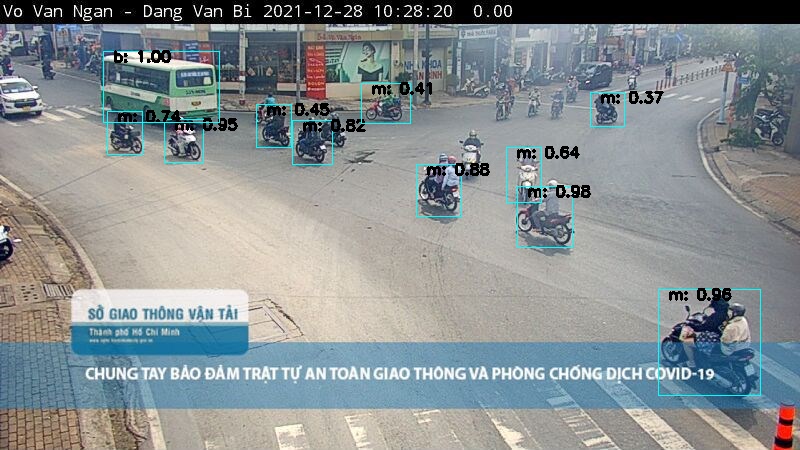 Vo Van Ngan - Dang Van Bi 2021-12-28 10:28:20 0.00
b: 1.00
m: 0.41
m: 0.37
m: 0.74
m: 0.95
m: 0.45
m: 0.82
m: 0.64
m: 0.88
m: 0.98
m: 0.96
SỞ GIAO THÔNG VẬN TẢI
Thành phố Hồ Chí Minh
CHUNG TAY BẢO ĐẢM TRẬT TỰ AN TOÀN GIAO THÔNG VÀ PHÒNG CHỐNG DỊCH COVID-19